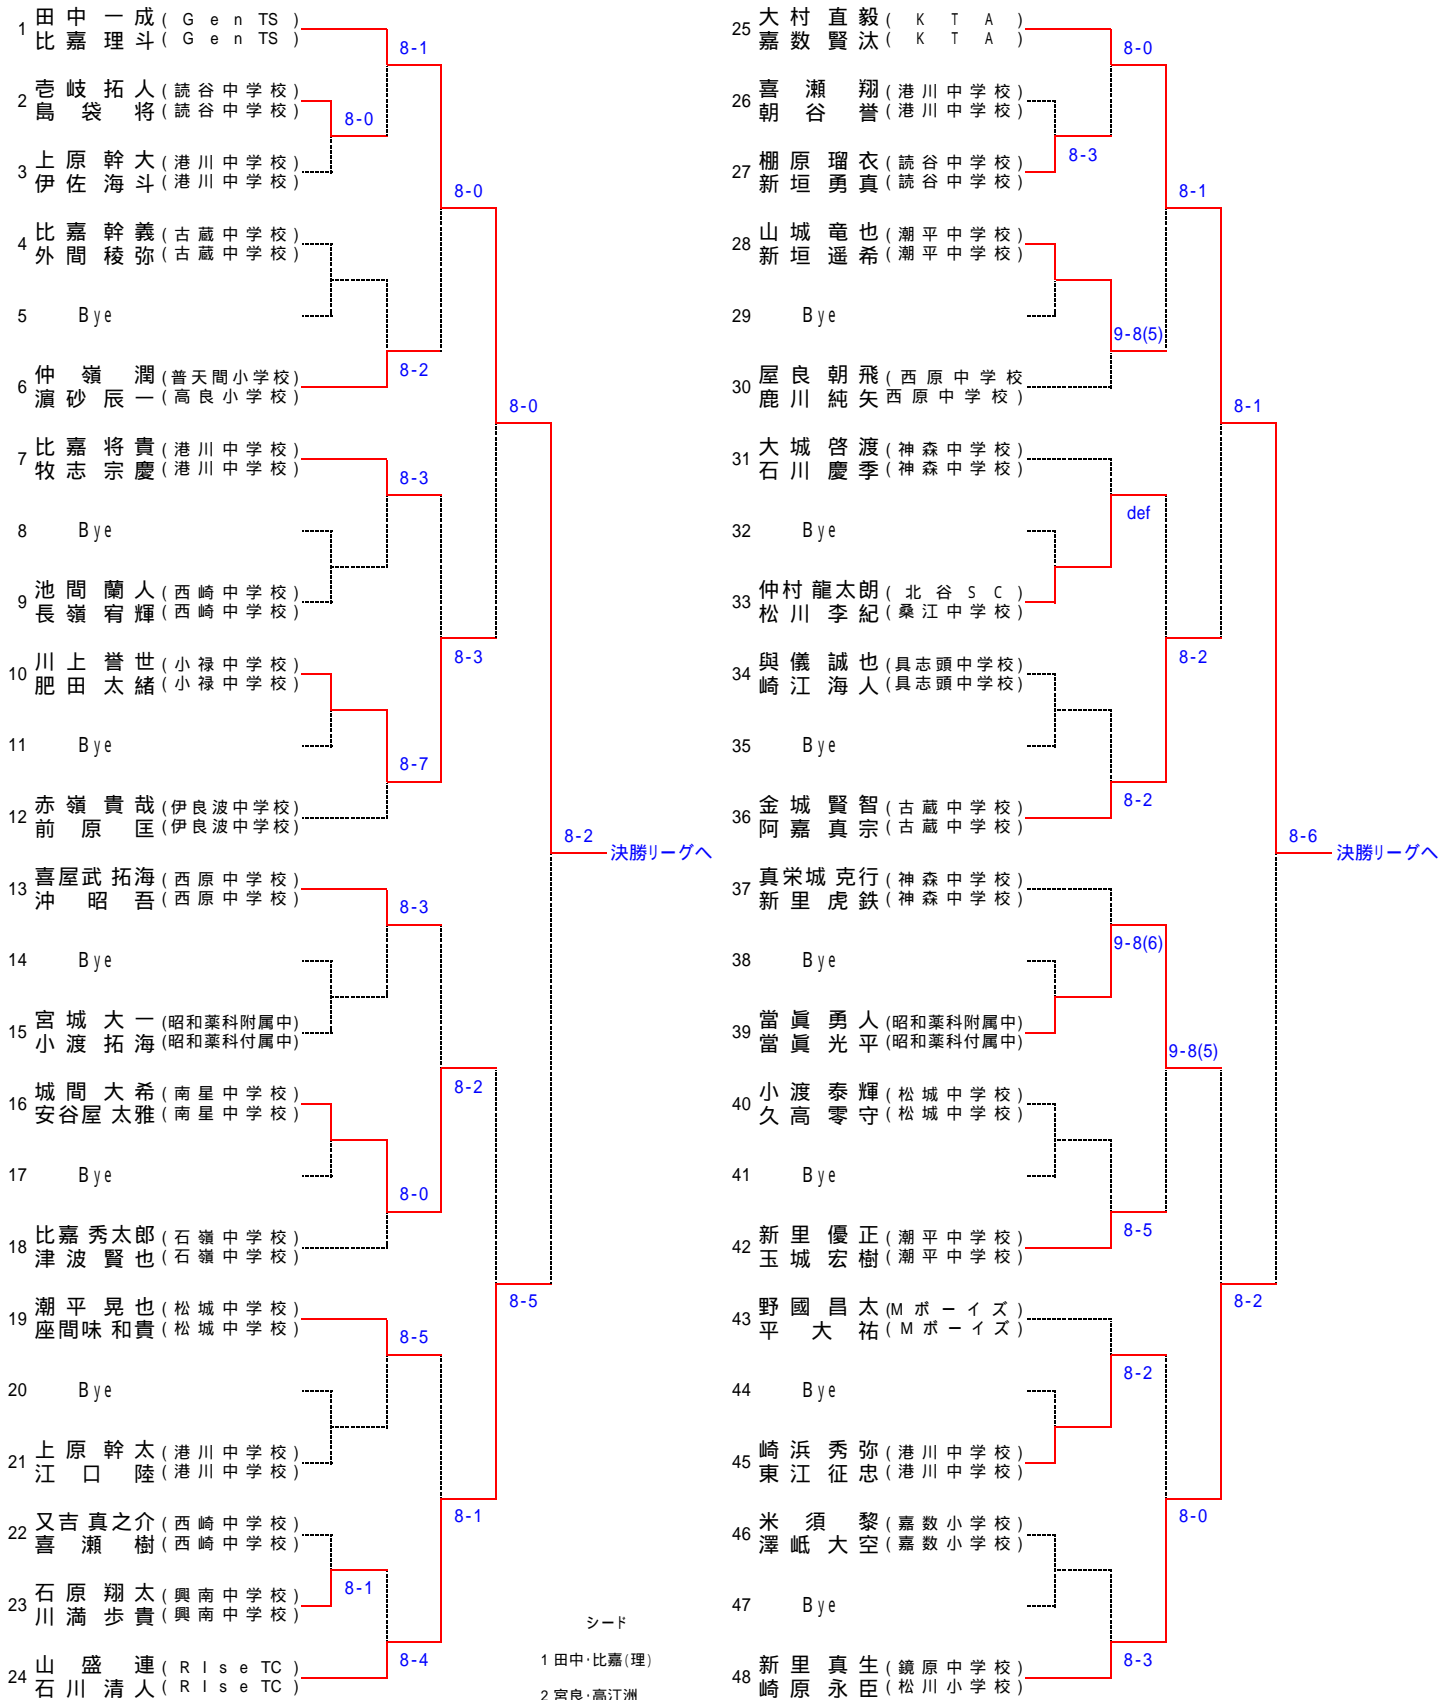 1 田中一成 (GenTS)
比嘉理斗 (GenTS)
8-1
2 壱岐拓人 (読谷中学校)
島袋将 (読谷中学校)
8-0
3 上原幹大 (港川中学校)
伊佐海斗 (港川中学校)
8-0
4 比嘉幹義 (古蔵中学校)
外間稜弥 (古蔵中学校)
5 Bye
8-2
6 仲嶺潤 (普天間小学校)
濵砂辰一 (高良小学校)
8-0
7 比嘉将貴 (港川中学校)
牧志宗慶 (港川中学校)
8-3
8 Bye
9 池間蘭人 (西崎中学校)
長嶺宥輝 (西崎中学校)
8-3
10 川上誉世 (小禄中学校)
肥田太緒 (小禄中学校)
11 Bye
8-7
12 赤嶺貴哉 (伊良波中学校)
前原匡 (伊良波中学校)
8-2
決勝リーグへ
13 喜屋武拓海 (西原中学校)
沖昭吾 (西原中学校)
8-3
14 Bye
15 宮城大一 (昭和薬科附属中)
小渡拓海 (昭和薬科付属中)
8-2
16 城間大希 (南星中学校)
安谷屋太雅 (南星中学校)
17 Bye
8-0
18 比嘉秀太郎 (石嶺中学校)
津波賢也 (石嶺中学校)
8-5
19 潮平晃也 (松城中学校)
座間味和貴 (松城中学校)
8-5
20 Bye
21 上原幹太 (港川中学校)
江口陸 (港川中学校)
8-1
22 又吉真之介 (西崎中学校)
喜瀬樹 (西崎中学校)
8-1
23 石原翔太 (興南中学校)
川満歩貴 (興南中学校)
8-4
24 山盛連 (RIseTC)
石川清人 (RIseTC)
シード
1 田中･比嘉(理)
2 宮良･高江洲
25 大村直毅 (KTA)
嘉数賢汰 (KTA)
8-0
26 喜瀬翔 (港川中学校)
朝谷誉 (港川中学校)
8-3
27 棚原瑠衣 (読谷中学校)
新垣勇真 (読谷中学校)
8-1
28 山城竜也 (潮平中学校)
新垣遥希 (潮平中学校)
29 Bye
9-8(5)
30 屋良朝飛 (西原中学校
鹿川純矢 西原中学校)
8-1
31 大城啓渡 (神森中学校)
石川慶季 (神森中学校)
def
32 Bye
33 仲村龍太朗 (北谷SC)
松川李紀 (桑江中学校)
8-2
34 與儀誠也 (具志頭中学校)
崎江海人 (具志頭中学校)
35 Bye
8-2
36 金城賢智 (古蔵中学校)
阿嘉真宗 (古蔵中学校)
8-6
決勝リーグへ
37 真栄城克行 (神森中学校)
新里虎鉄 (神森中学校)
9-8(6)
38 Bye
39 當眞勇人 (昭和薬科附属中)
當眞光平 (昭和薬科付属中)
9-8(5)
40 小渡泰輝 (松城中学校)
久高零守 (松城中学校)
41 Bye
8-5
42 新里優正 (潮平中学校)
玉城宏樹 (潮平中学校)
8-2
43 野國昌太 (Mボーイズ)
平大祐 (Mボーイズ)
8-2
44 Bye
45 崎浜秀弥 (港川中学校)
東江征忠 (港川中学校)
8-0
46 米須黎 (嘉数小学校)
澤岻大空 (嘉数小学校)
47 Bye
8-3
48 新里真生 (鏡原中学校)
崎原永臣 (松川小学校)